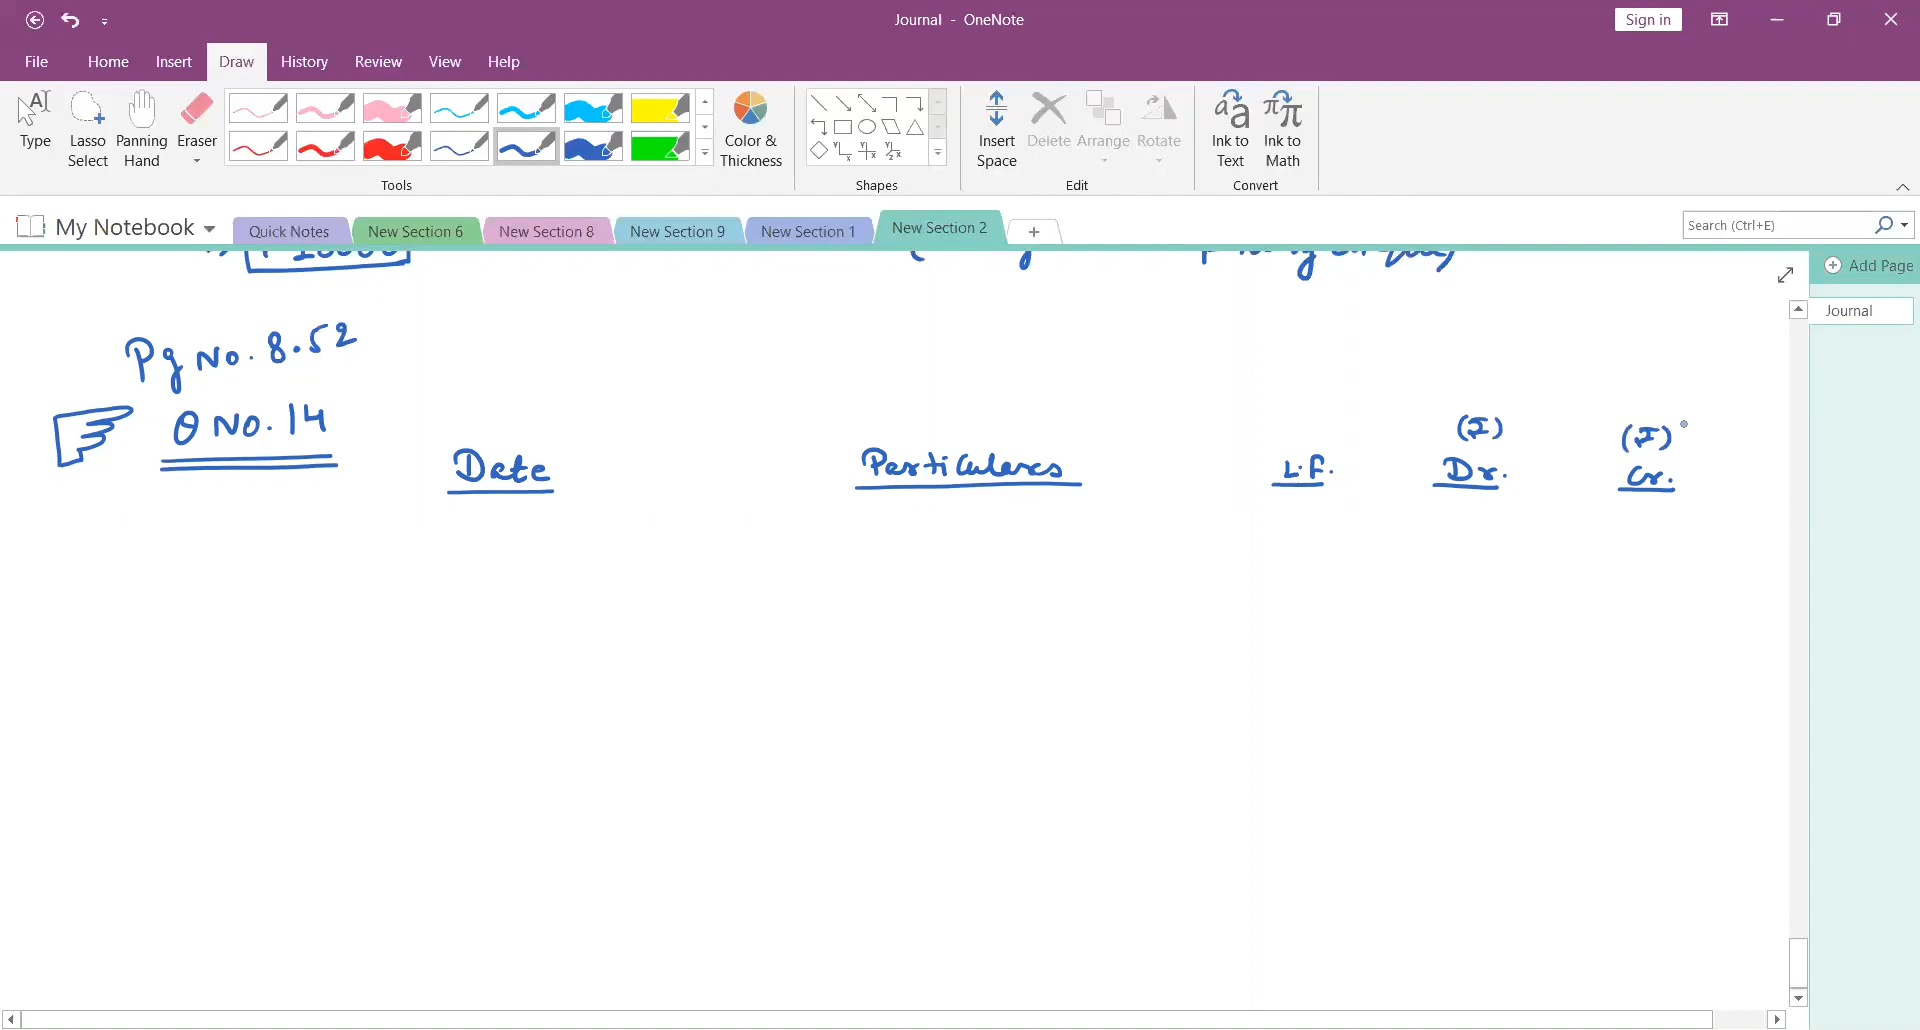 Journal - OneNote
Sign in
File Home Insert Draw History Review View Help
Type
Lasso Select
Panning Hand
Eraser
Color & Thickness
Insert Space
Delete
Arrange
Rotate
Ink to Text
Ink to Math
Tools
Shapes
Edit
Convert
My Notebook
Quick Notes
New Section 6
New Section 8
New Section 9
New Section 1
New Section 2
Search (Ctrl+E)
Add Page
Journal
Pg No. 8.52
Q No. 14
Date
Particulars
L.F.
(₹)
Dr.
(₹)
Cr.